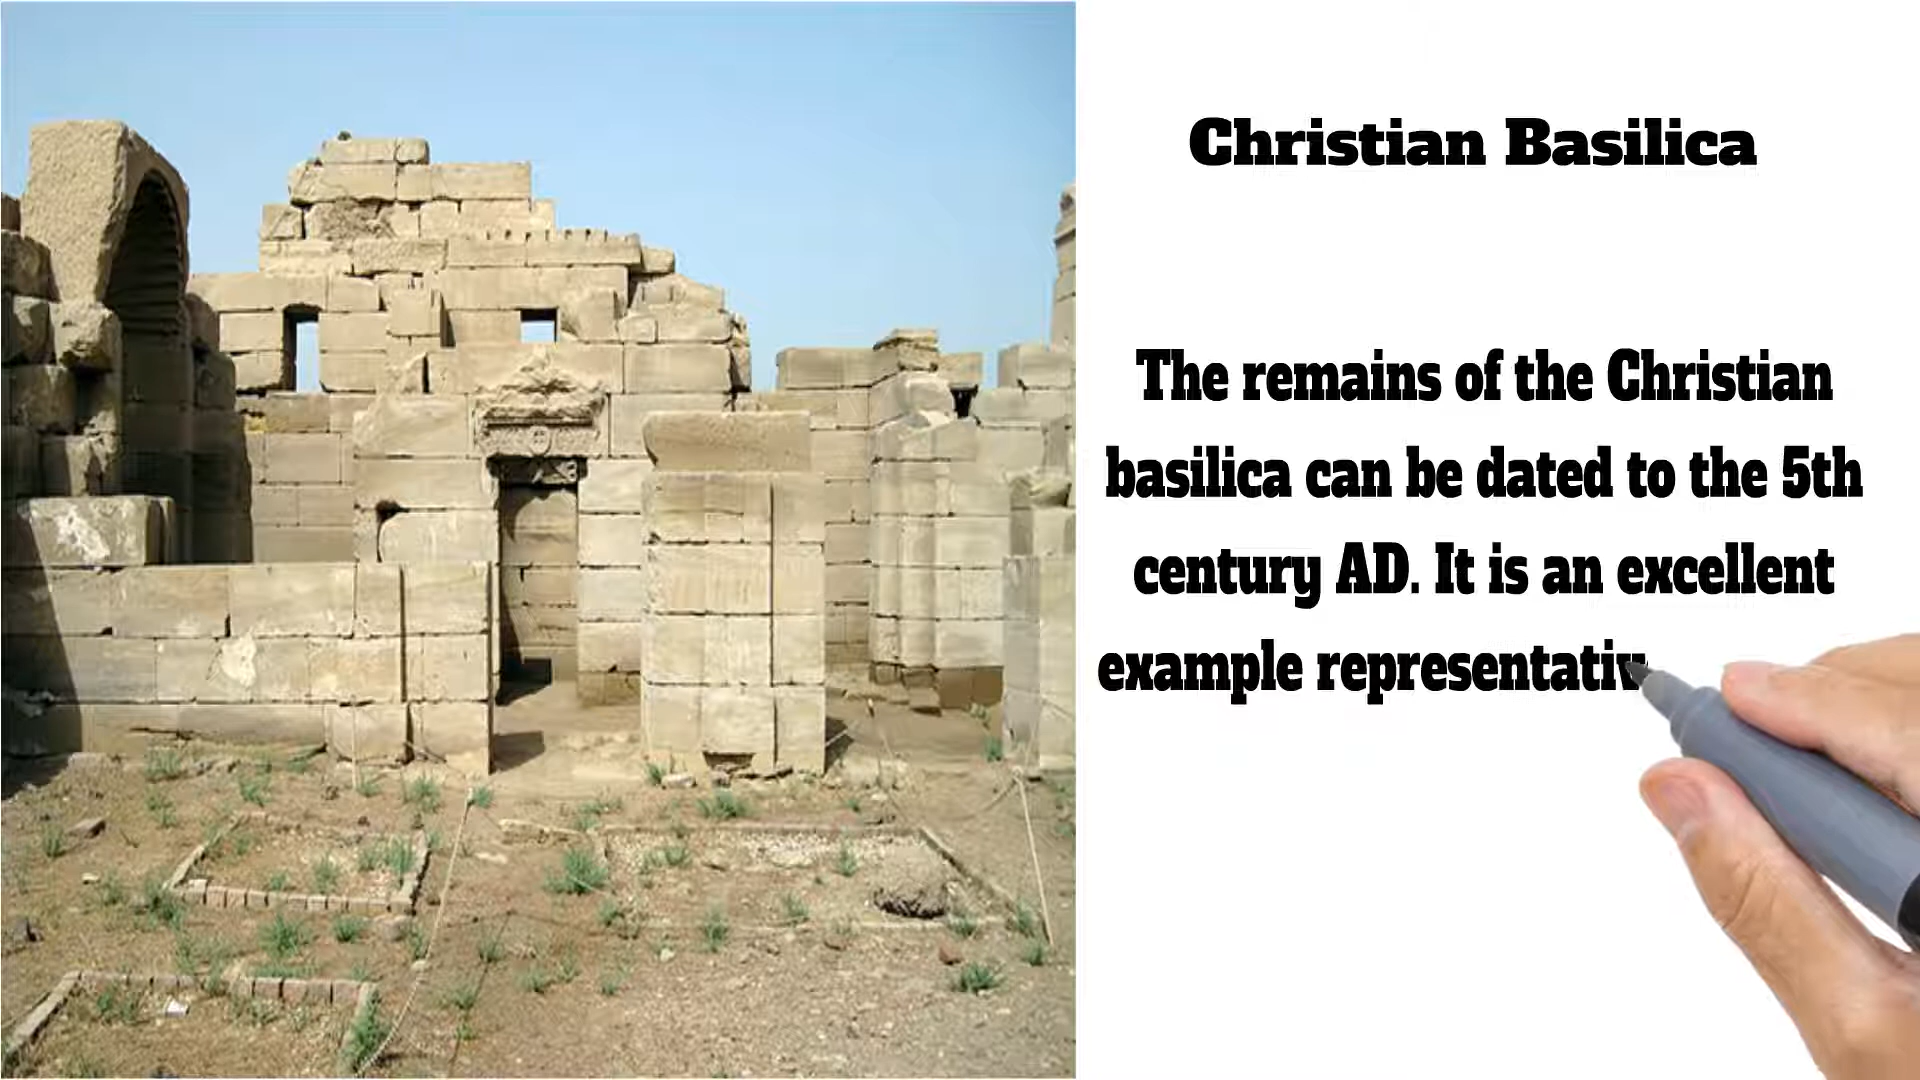 Christian Basilica
The remains of the Christian
basilica can be dated to the 5th
century AD. It is an excellent
example representativ